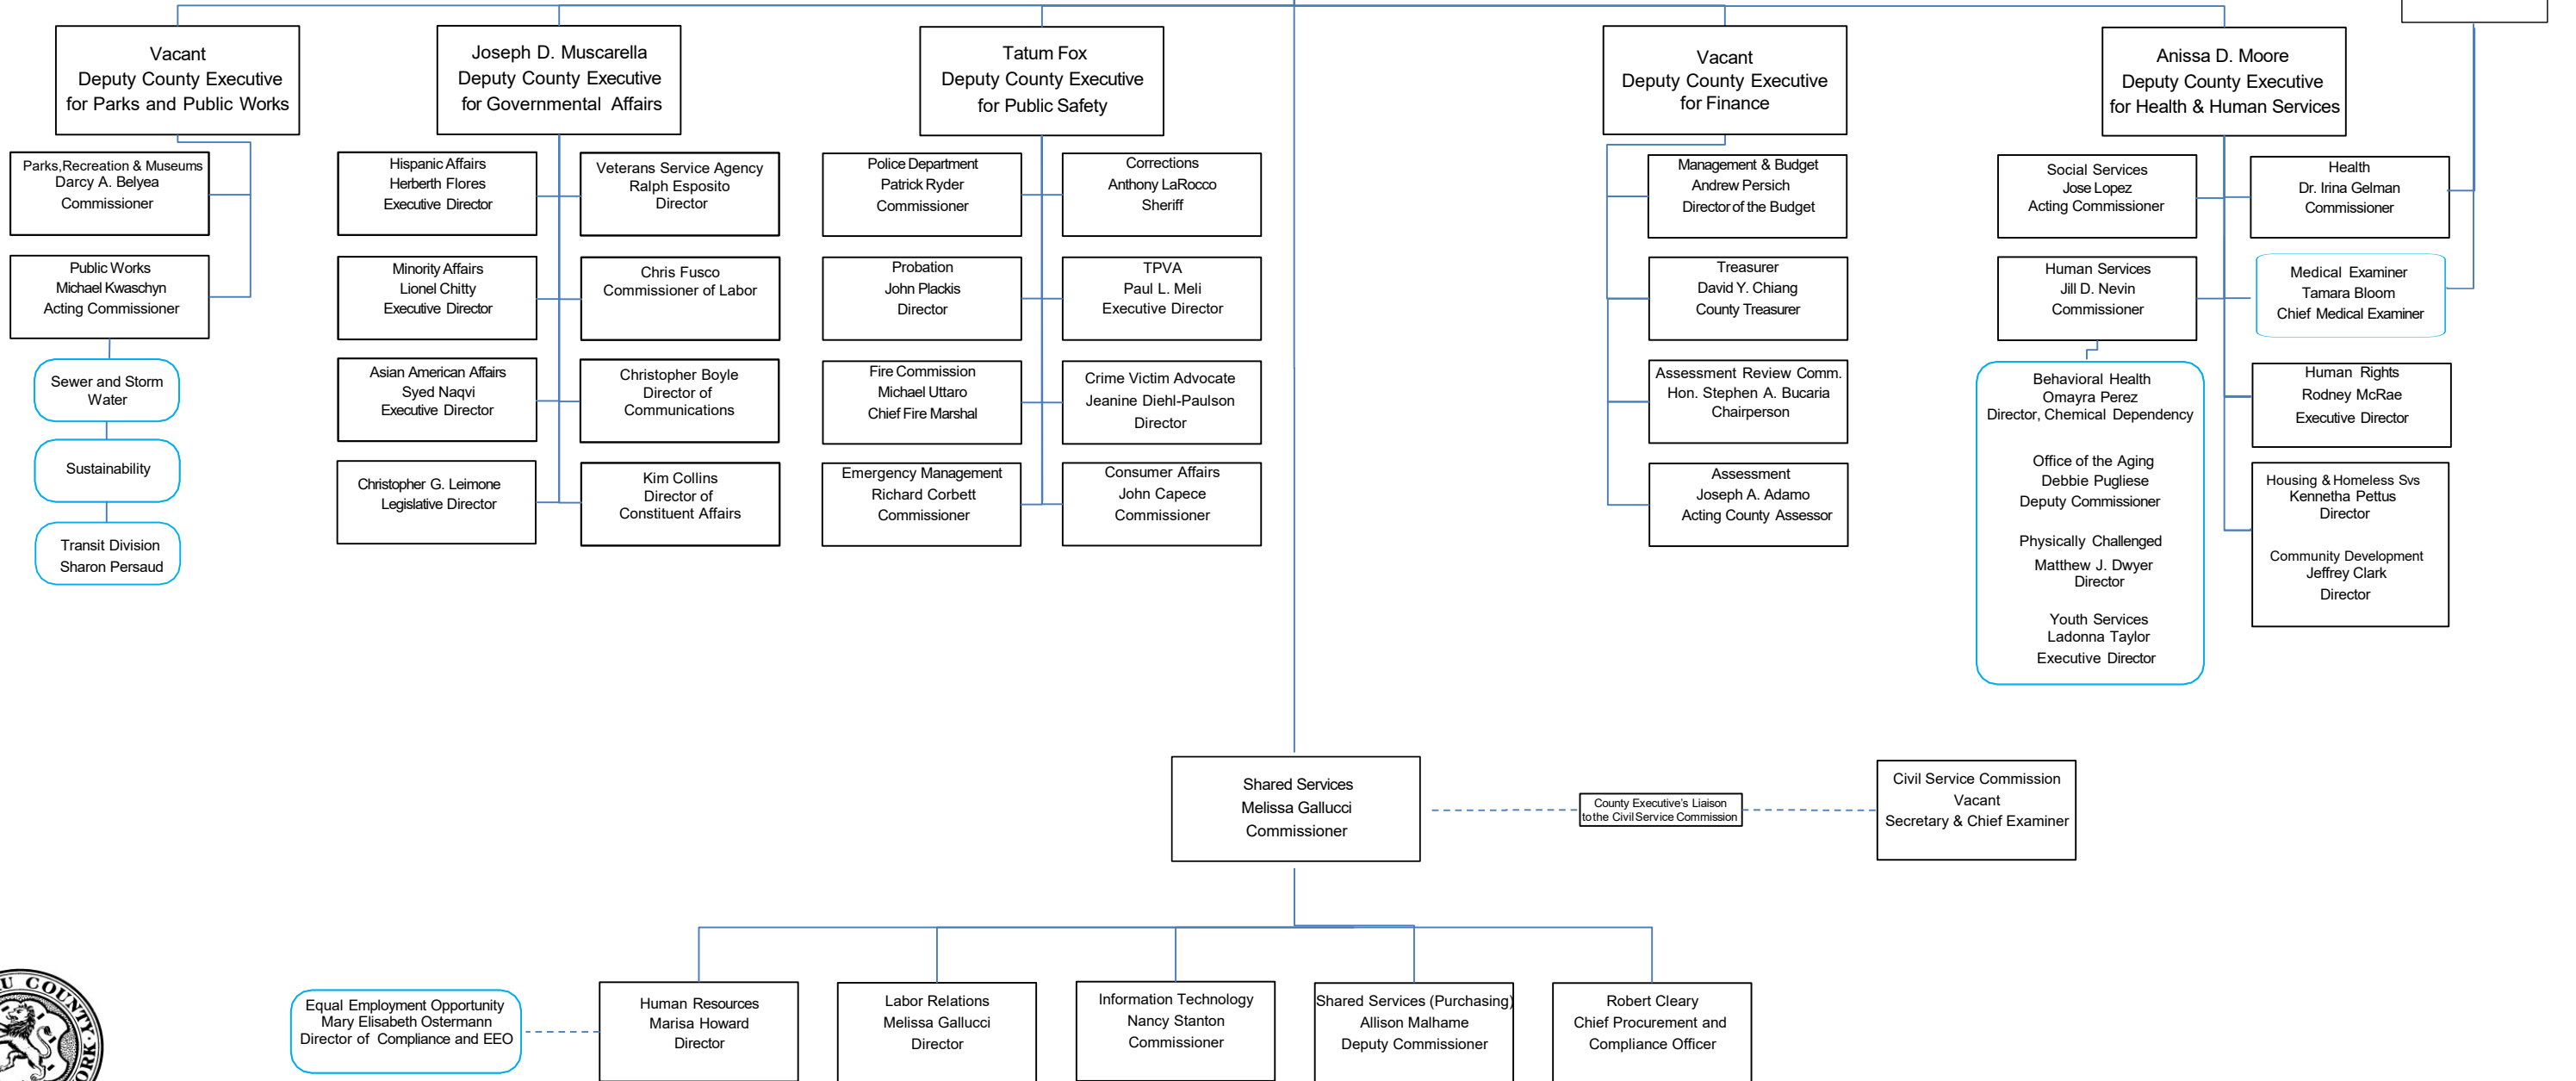 Vacant
Deputy County Executive
for Parks and Public Works
Joseph D. Muscarella
Deputy County Executive
for Governmental Affairs
Tatum Fox
Deputy County Executive
for Public Safety
Vacant
Deputy County Executive
for Finance
Anissa D. Moore
Deputy County Executive
for Health & Human Services
Parks,Recreation & Museums
Darcy A. Belyea
Commissioner
Public Works
Michael Kwaschyn
Acting Commissioner
Sewer and Storm
Water
Sustainability
Transit Division
Sharon Persaud
Hispanic Affairs
Herberth Flores
Executive Director
Veterans Service Agency
Ralph Esposito
Director
Minority Affairs
Lionel Chitty
Executive Director
Chris Fusco
Commissioner of Labor
Asian American Affairs
Syed Naqvi
Executive Director
Christopher Boyle
Director of
Communications
Christopher G. Leimone
Legislative Director
Kim Collins
Director of
Constituent Affairs
Police Department
Patrick Ryder
Commissioner
Corrections
Anthony LaRocco
Sheriff
Probation
John Plackis
Director
TPVA
Paul L. Meli
Executive Director
Fire Commission
Michael Uttaro
Chief Fire Marshal
Crime Victim Advocate
Jeanine Diehl-Paulson
Director
Emergency Management
Richard Corbett
Commissioner
Consumer Affairs
John Capece
Commissioner
Management & Budget
Andrew Persich
Director of the Budget
Treasurer
David Y. Chiang
County Treasurer
Assessment Review Comm.
Hon. Stephen A. Bucaria
Chairperson
Assessment
Joseph A. Adamo
Acting County Assessor
Social Services
Jose Lopez
Acting Commissioner
Health
Dr. Irina Gelman
Commissioner
Human Services
Jill D. Nevin
Commissioner
Medical Examiner
Tamara Bloom
Chief Medical Examiner
Behavioral Health
Omayra Perez
Director, Chemical Dependency
Office of the Aging
Debbie Pugliese
Deputy Commissioner
Physically Challenged
Matthew J. Dwyer
Director
Youth Services
Ladonna Taylor
Executive Director
Human Rights
Rodney McRae
Executive Director
Housing & Homeless Svs
Kennetha Pettus
Director
Community Development
Jeffrey Clark
Director
Shared Services
Melissa Gallucci
Commissioner
County Executive's Liaison
to the Civil Service Commission
Civil Service Commission
Vacant
Secretary & Chief Examiner
U COUNTY
Equal Employment Opportunity
Mary Elisabeth Ostermann
Director of Compliance and EEO
Human Resources
Marisa Howard
Director
Labor Relations
Melissa Gallucci
Director
Information Technology
Nancy Stanton
Commissioner
Shared Services (Purchasing)
Allison Malhame
Deputy Commissioner
Robert Cleary
Chief Procurement and
Compliance Officer